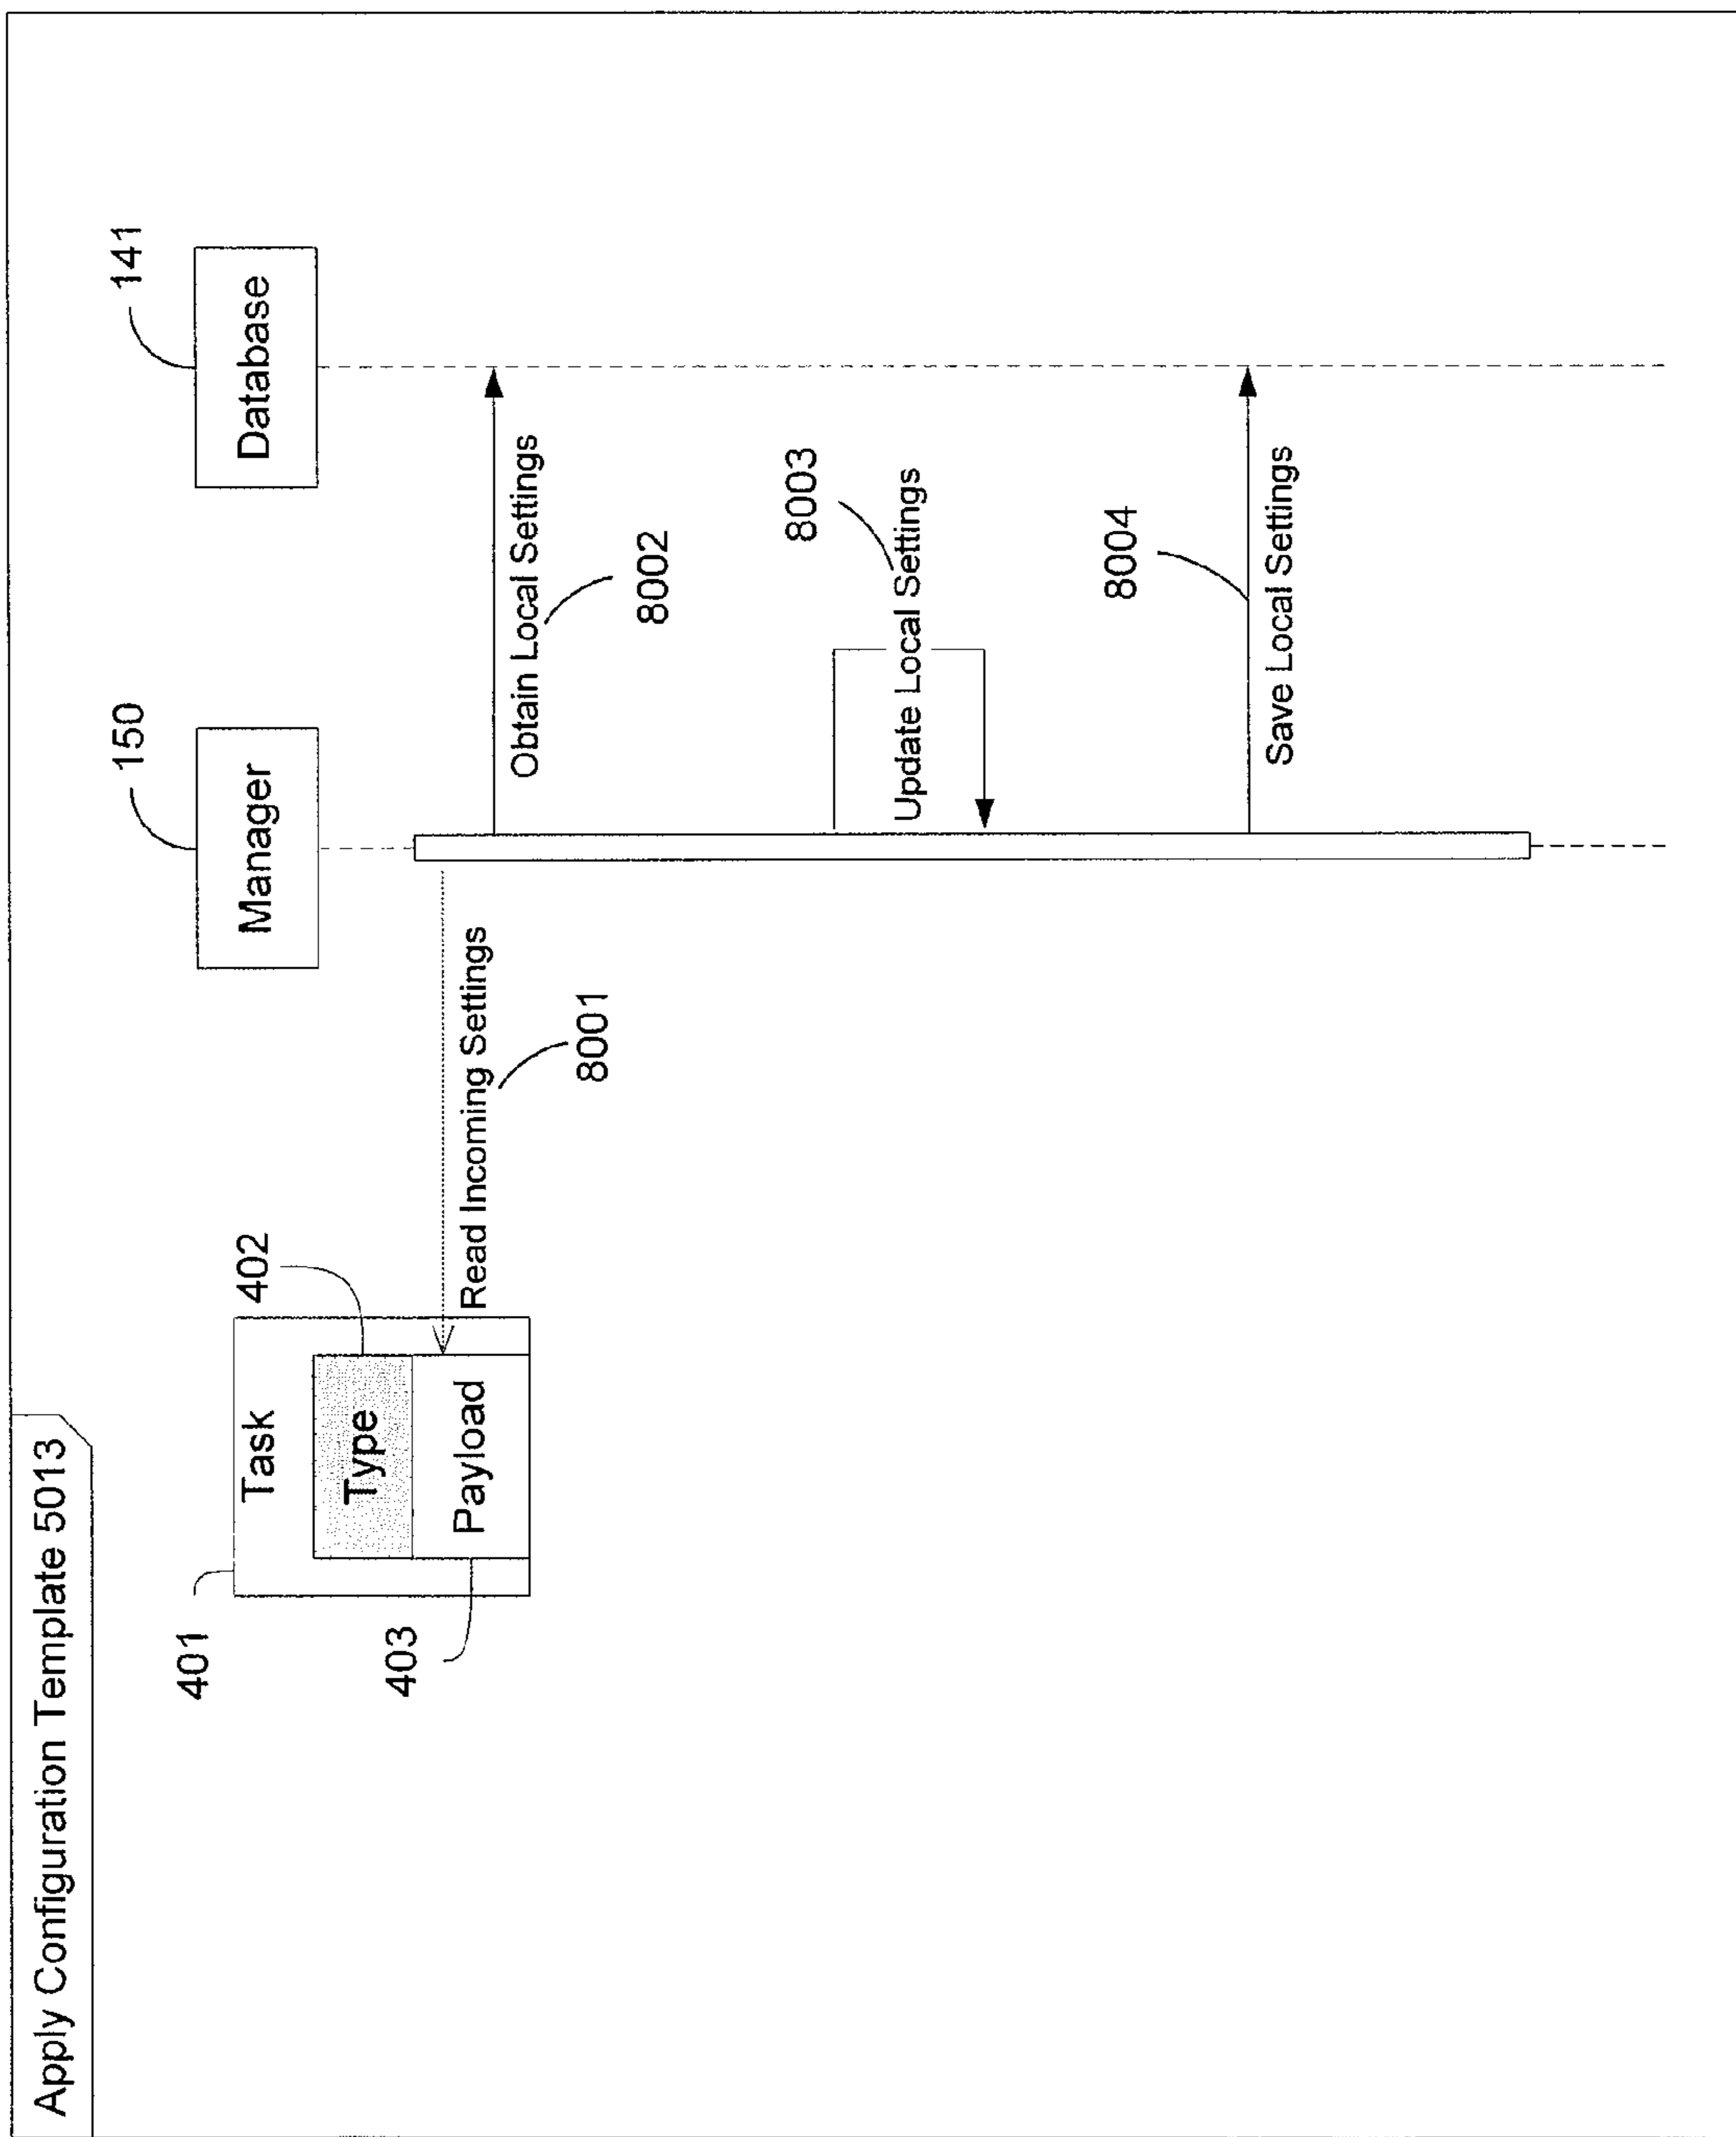 Apply Configuration Template 5013
401
Task
402
Type
Payload
403
Manager
150
Database
141
Read Incoming Settings
8001
Obtain Local Settings
8002
8003
Update Local Settings
8004
Save Local Settings